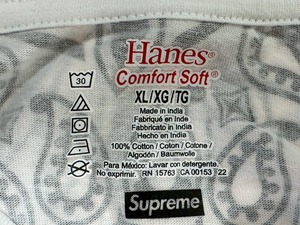 Hanes®
Comfort Soft®
XL/XG/TG
30
Made in India
Fabriqué en Inde
Fabbricato in India
Hecho en India
100% Cotton / Coton / Cotone /
Algodón / Baumwolle
Para México: Lavar con detergente.
No exprimir. RN 15763 CA 00153 22
Supreme